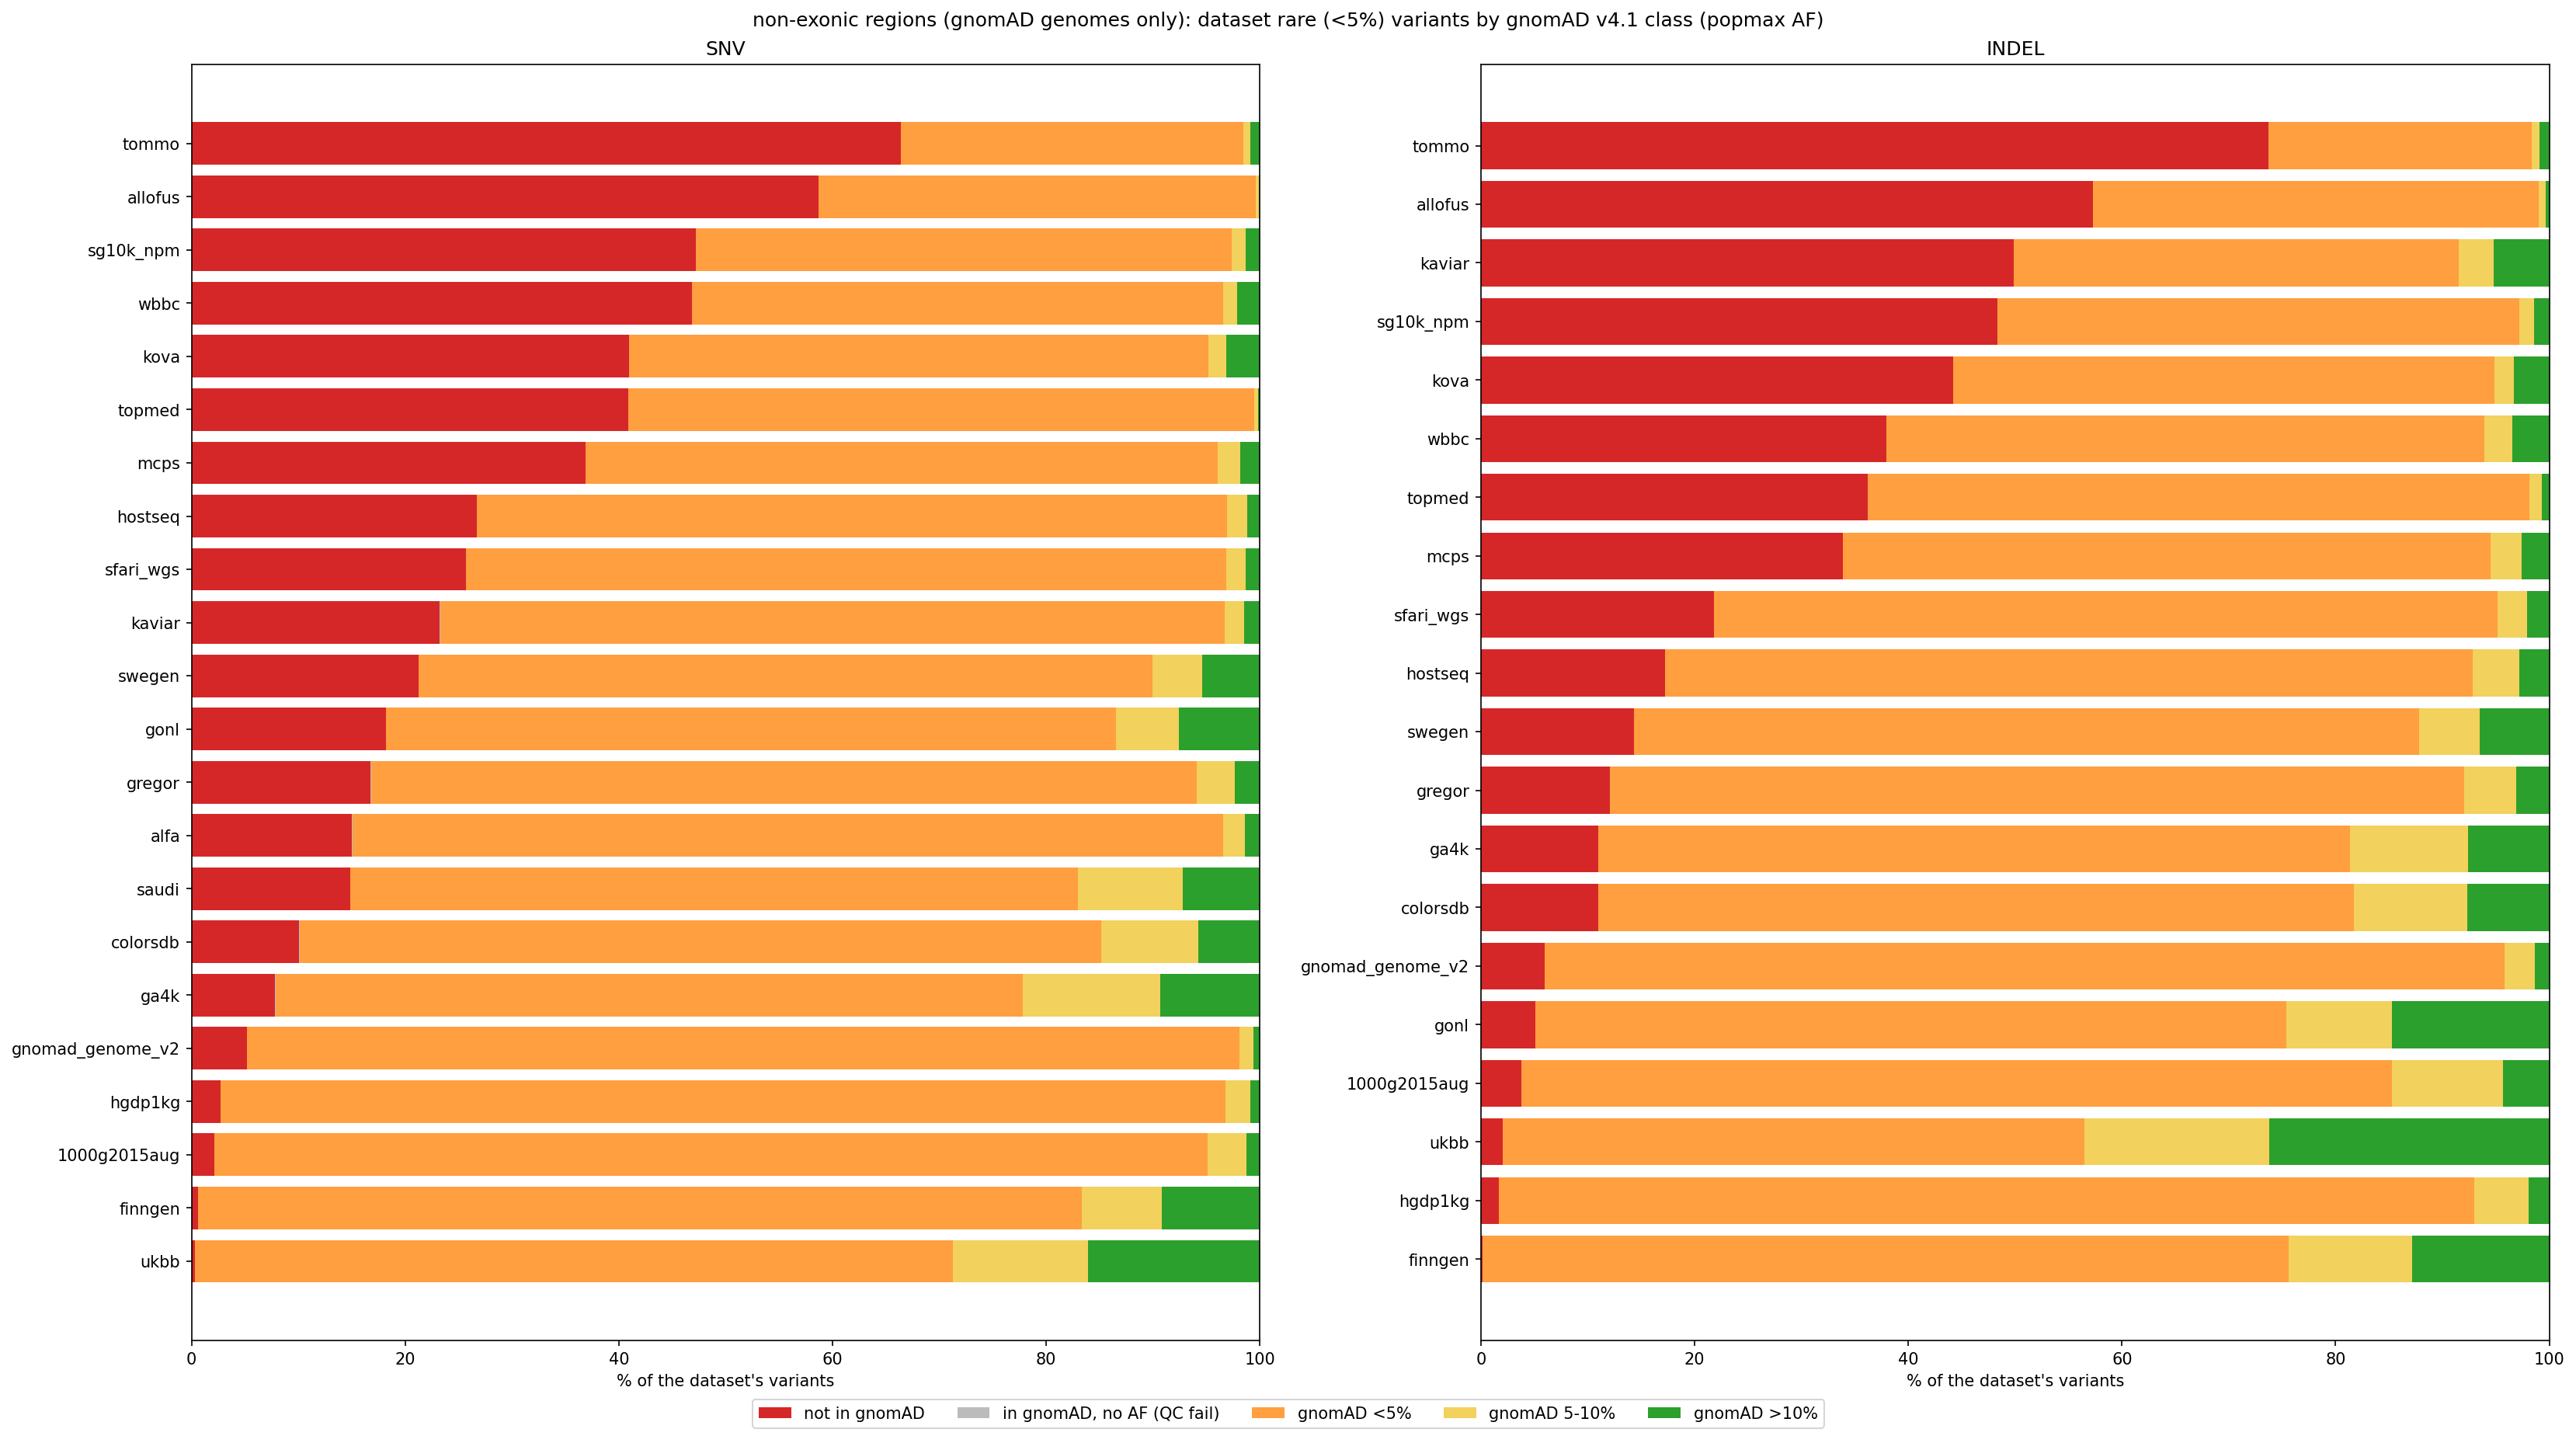 non-exonic regions (gnomAD genomes only): dataset rare (<5%) variants by gnomAD v4.1 class (popmax AF)
SNV
tommo
allofus
sg10k_npm
wbbc
kova
topmed
mcps
hostseq
sfari_wgs
kaviar
swegen
gonl
gregor
alfa
saudi
colorsdb
ga4k
gnomad_genome_v2
hgdp1kg
1000g2015aug
finngen
ukbb
0 20 40 60 80 100
% of the dataset's variants
INDEL
tommo
allofus
kaviar
sg10k_npm
kova
wbbc
topmed
mcps
sfari_wgs
hostseq
swegen
gregor
ga4k
colorsdb
gnomad_genome_v2
gonl
1000g2015aug
ukbb
hgdp1kg
finngen
0 20 40 60 80 100
% of the dataset's variants
not in gnomAD in gnomAD, no AF (QC fail) gnomAD <5% gnomAD 5-10% gnomAD >10%